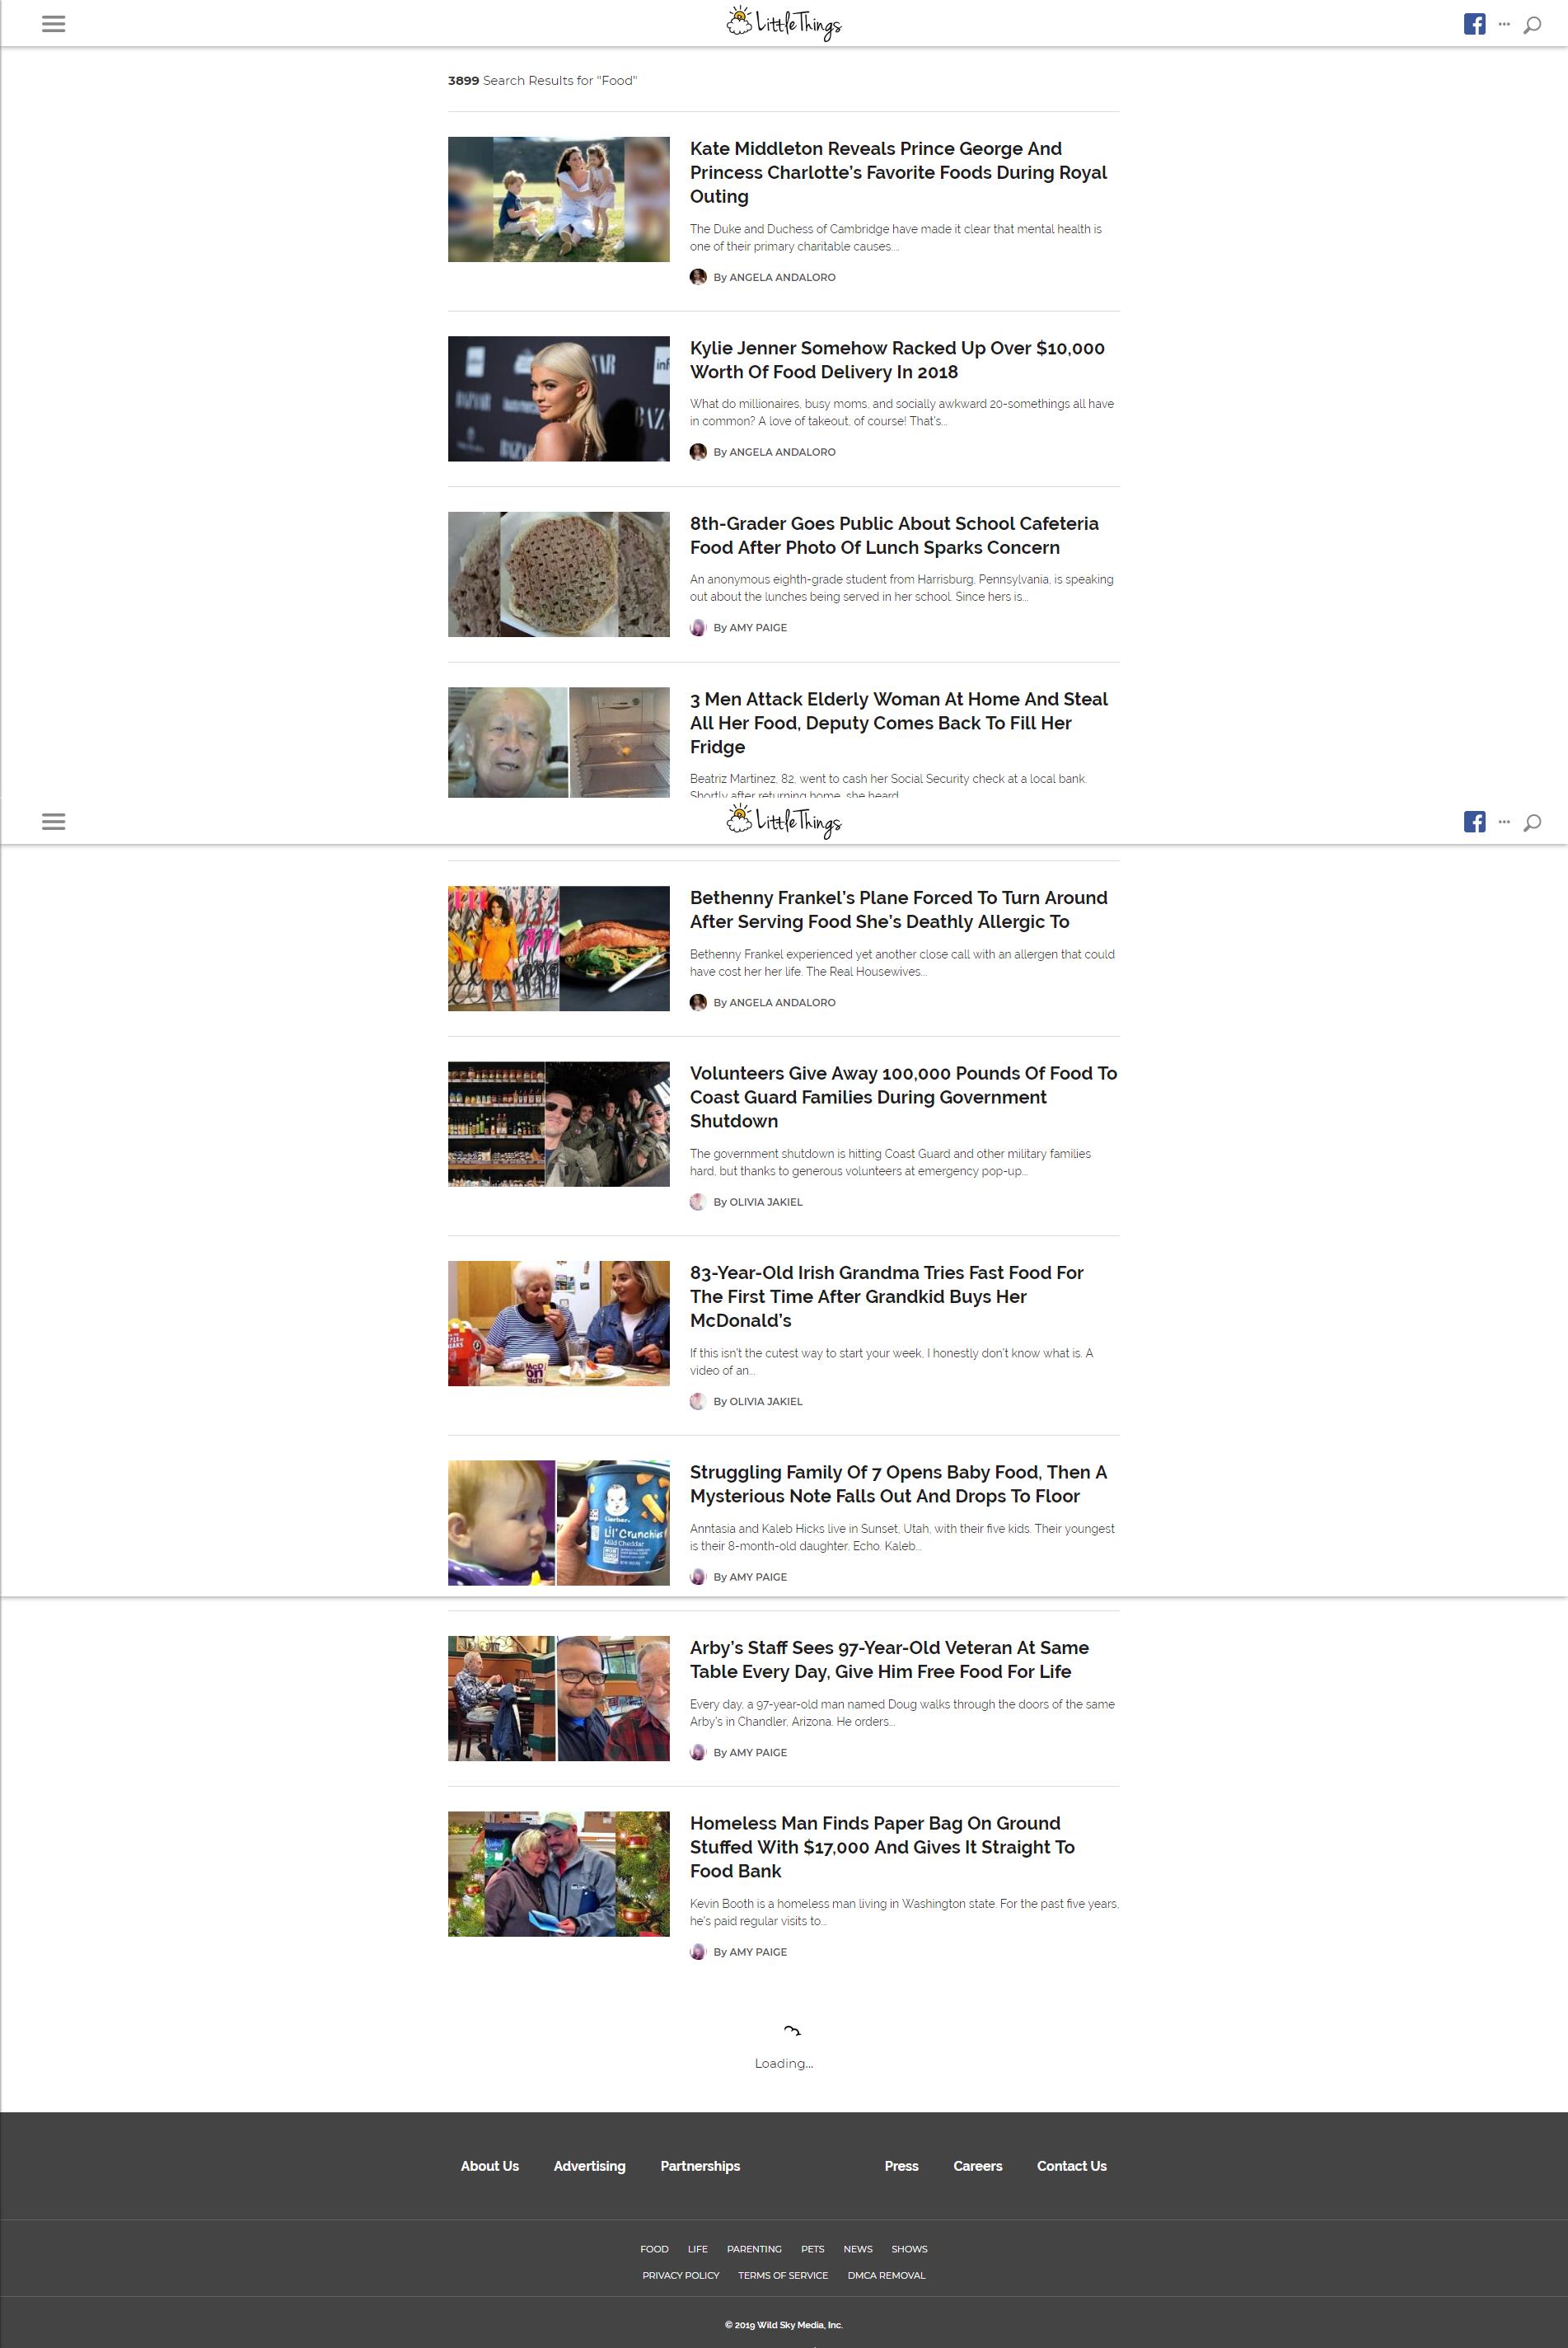 LittleThings
3899 Search Results for "Food"
Kate Middleton Reveals Prince George And
Princess Charlotte's Favorite Foods During Royal
Outing
The Duke and Duchess of Cambridge have made it clear that mental health is
one of their primary charitable causes....
By ANGELA ANDALORO
Kylie Jenner Somehow Racked Up Over $10,000
Worth Of Food Delivery In 2018
What do millionaires, busy moms, and socially awkward 20-somethings all have
in common? A love of takeout, of course! That's...
By ANGELA ANDALORO
8th-Grader Goes Public About School Cafeteria
Food After Photo Of Lunch Sparks Concern
An anonymous eighth-grade student from Harrisburg, Pennsylvania, is speaking
out about the lunches being served in her school. Since hers is...
By AMY PAIGE
3 Men Attack Elderly Woman At Home And Steal
All Her Food, Deputy Comes Back To Fill Her
Fridge
Beatriz Martinez, 82, went to cash her Social Security check at a local bank.
Shortly after returning home, she heard
LittleThings
Bethenny Frankel's Plane Forced To Turn Around
After Serving Food She's Deathly Allergic To
Bethenny Frankel experienced yet another close call with an allergen that could
have cost her her life. The Real Housewives...
By ANGELA ANDALORO
Volunteers Give Away 100,000 Pounds Of Food To
Coast Guard Families During Government
Shutdown
The government shutdown is hitting Coast Guard and other military families
hard, but thanks to generous volunteers at emergency pop-up...
By OLIVIA JAKIEL
83-Year-Old Irish Grandma Tries Fast Food For
The First Time After Grandkid Buys Her
McDonald's
If this isn't the cutest way to start your week, I honestly don't know what is. A
video of an...
By OLIVIA JAKIEL
Gerber
Lil' Crunchies
Mild Cheddar
Struggling Family Of 7 Opens Baby Food, Then A
Mysterious Note Falls Out And Drops To Floor
Anntasia and Kaleb Hicks live in Sunset, Utah, with their five kids. Their youngest
is their 8-month-old daughter, Echo. Kaleb...
By AMY PAIGE
Arby's Staff Sees 97-Year-Old Veteran At Same
Table Every Day, Give Him Free Food For Life
Every day, a 97-year-old man named Doug walks through the doors of the same
Arby's in Chandler, Arizona. He orders...
By AMY PAIGE
Homeless Man Finds Paper Bag On Ground
Stuffed With $17,000 And Gives It Straight To
Food Bank
Kevin Booth is a homeless man living in Washington state. For the past five years,
he's paid regular visits to...
By AMY PAIGE
Loading...
About Us Advertising Partnerships Press Careers Contact Us
FOOD LIFE PARENTING PETS NEWS SHOWS
PRIVACY POLICY TERMS OF SERVICE DMCA REMOVAL
© 2019 Wild Sky Media, Inc.